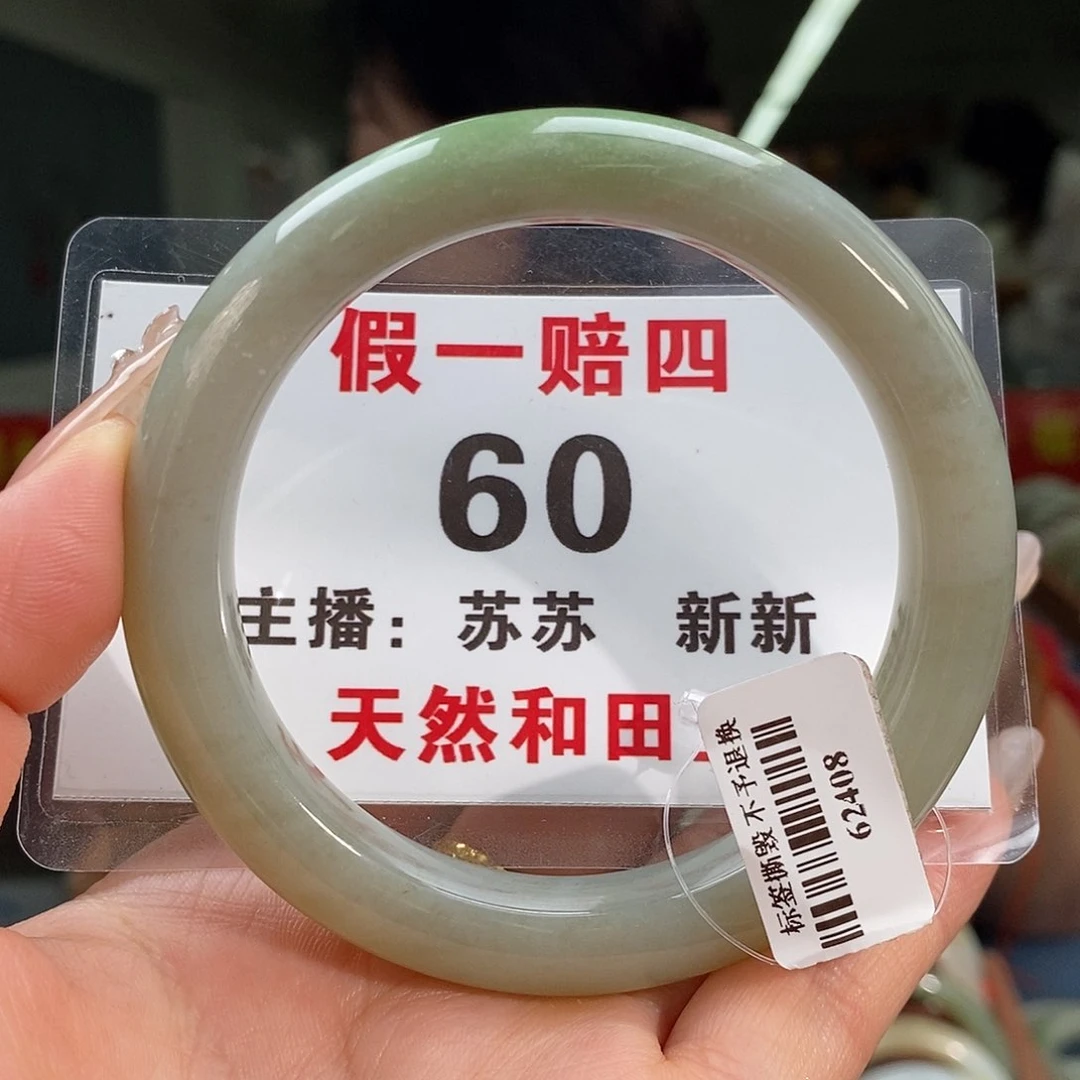 假一赔四
60
主播: 苏苏 新新
天然和田
标签撕毁不予退换
62408